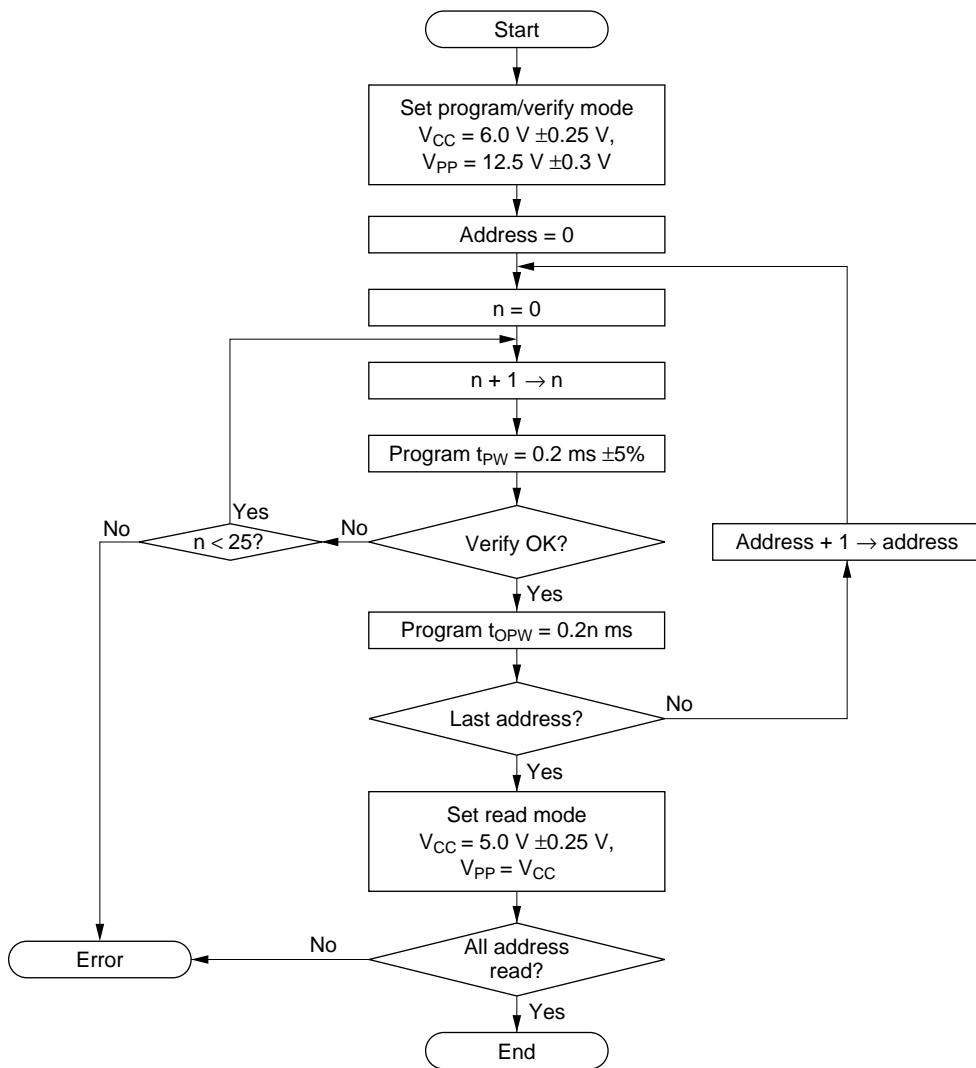 Start
Set program/verify mode
VCC = 6.0 V ±0.25 V,
VPP = 12.5 V ±0.3 V
Address = 0
n = 0
n + 1 → n
Program tPW = 0.2 ms ±5%
Verify OK?
No
n < 25?
Yes
No
Address + 1 → address
Yes
Program tOPW = 0.2n ms
Last address?
No
Yes
Set read mode
VCC = 5.0 V ±0.25 V,
VPP = VCC
All address
read?
No
Error
Yes
End